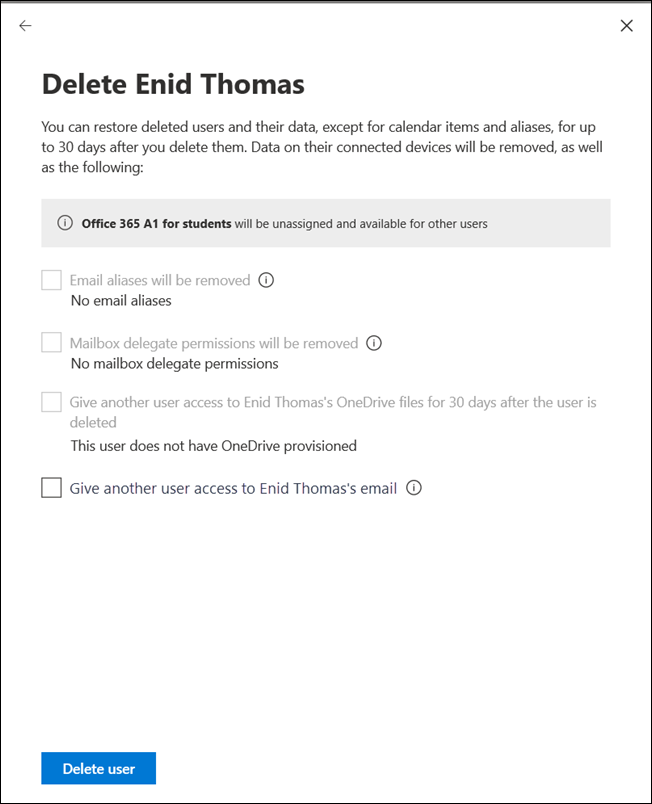 Delete Enid Thomas
You can restore deleted users and their data, except for calendar items and aliases, for up
to 30 days after you delete them. Data on their connected devices will be removed, as well
as the following:
Office 365 A1 for students will be unassigned and available for other users
Email aliases will be removed
No email aliases
Mailbox delegate permissions will be removed
No mailbox delegate permissions
Give another user access to Enid Thomas's OneDrive files for 30 days after the user is
deleted
This user does not have OneDrive provisioned
Give another user access to Enid Thomas's email
Delete user